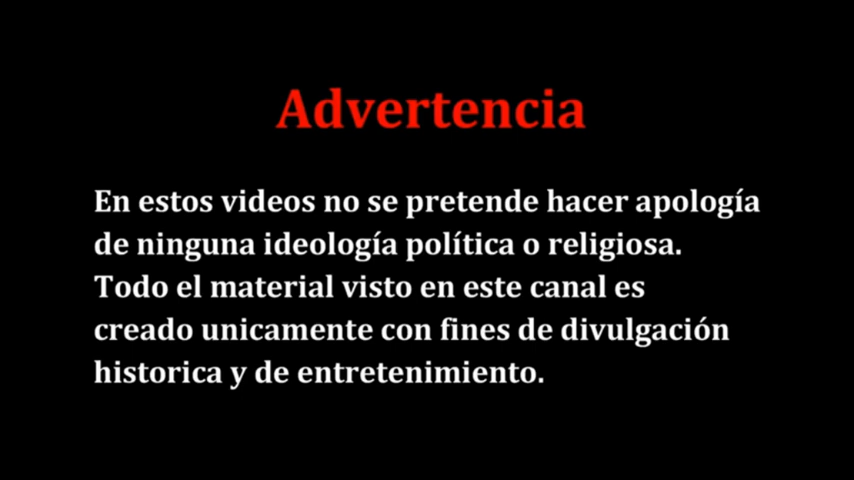 Advertencia
En estos videos no se pretende hacer apología
de ninguna ideología política o religiosa.
Todo el material visto en este canal es
creado unicamente con fines de divulgación
historica y de entretenimiento.